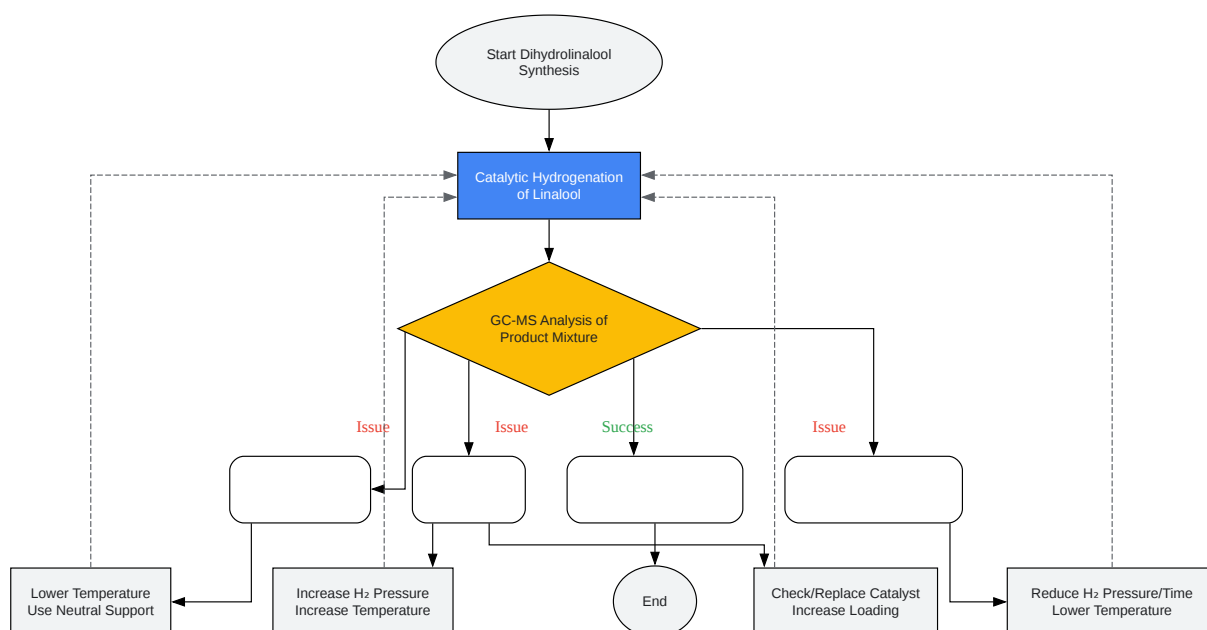 Start Dihydrolinalool
Synthesis
Catalytic Hydrogenation
of Linalool
GC-MS Analysis of
Product Mixture
Issue
Issue
Success
Issue
Lower Temperature
Use Neutral Support
Increase H₂ Pressure
Increase Temperature
End
Check/Replace Catalyst
Increase Loading
Reduce H₂ Pressure/Time
Lower Temperature